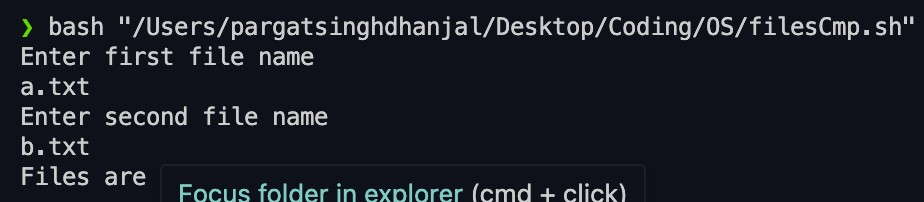 ❯ bash "/Users/pargatsinghdhanjal/Desktop/Coding/OS/filesCmp.sh"
Enter first file name
a.txt
Enter second file name
b.txt
Files are
Focus folder in explorer (cmd + click)